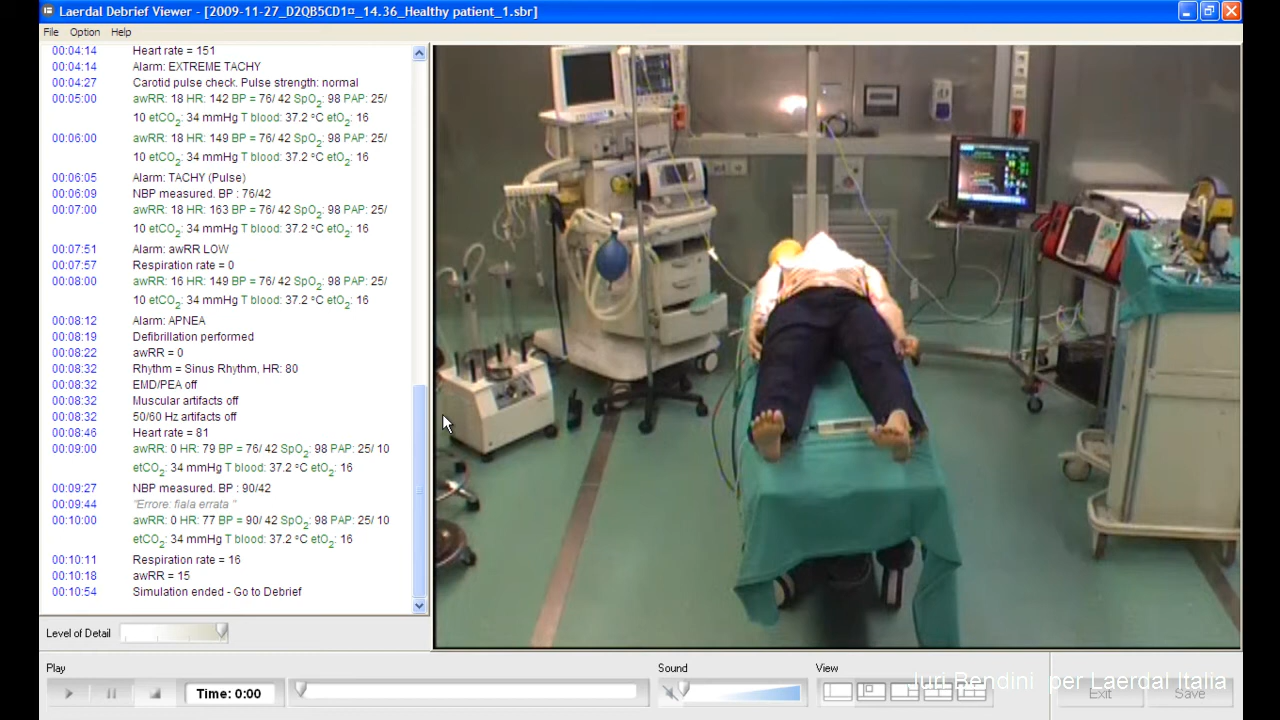 Laerdal Debrief Viewer - [2009-11-27_D2QB5CD1¤_14.36_Healthy patient_1.sbr]
File Option Help
00:04:14 Heart rate = 151
00:04:14 Alarm: EXTREME TACHY
00:04:27 Carotid pulse check. Pulse strength: normal
00:05:00 awRR: 18 HR: 142 BP = 76/ 42 SpO2: 98 PAP: 25/
10 etCO2: 34 mmHg T blood: 37.2 °C etO2: 16
00:06:00 awRR: 18 HR: 149 BP = 76/ 42 SpO2: 98 PAP: 25/
10 etCO2: 34 mmHg T blood: 37.2 °C etO2: 16
00:06:05 Alarm: TACHY (Pulse)
00:06:09 NBP measured. BP : 76/42
00:07:00 awRR: 18 HR: 163 BP = 76/ 42 SpO2: 98 PAP: 25/
10 etCO2: 34 mmHg T blood: 37.2 °C etO2: 16
00:07:51 Alarm: awRR LOW
00:07:57 Respiration rate = 0
00:08:00 awRR: 16 HR: 149 BP = 76/ 42 SpO2: 98 PAP: 25/
10 etCO2: 34 mmHg T blood: 37.2 °C etO2: 16
00:08:12 Alarm: APNEA
00:08:19 Defibrillation performed
00:08:22 awRR = 0
00:08:32 Rhythm = Sinus Rhythm, HR: 80
00:08:32 EMD/PEA off
00:08:32 Muscular artifacts off
00:08:32 50/60 Hz artifacts off
00:08:46 Heart rate = 81
00:09:00 awRR: 0 HR: 79 BP = 76/ 42 SpO2: 98 PAP: 25/ 10
etCO2: 34 mmHg T blood: 37.2 °C etO2: 16
00:09:27 NBP measured. BP : 90/42
00:09:44 "Errore: fiala errata "
00:10:00 awRR: 0 HR: 77 BP = 90/ 42 SpO2: 98 PAP: 25/ 10
etCO2: 34 mmHg T blood: 37.2 °C etO2: 16
00:10:11 Respiration rate = 16
00:10:18 awRR = 15
00:10:54 Simulation ended - Go to Debrief
Level of Detail
Play Sound View
Time: 0:00
Exit Save
Iuri Bendini per Laerdal Italia